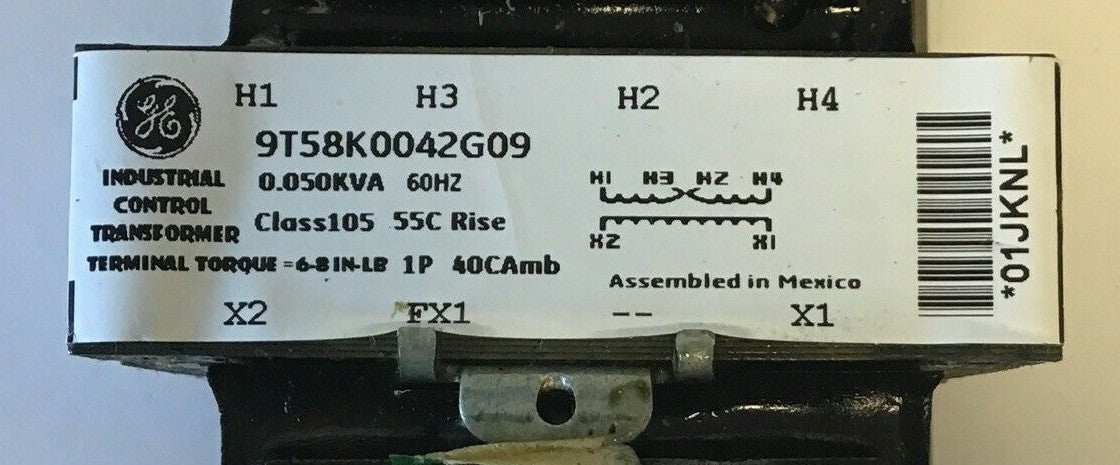 GE
H1 H3 H2 H4
9T58K0042G09
INDUSTRIAL
CONTROL
TRANSFORMER
0.050KVA 60HZ
Class105 55C Rise
TERMINAL TORQUE =6-8 IN-LB 1P 40CAmb
H1 H3 H2 H4
X2 X1
Assembled in Mexico
X2 FX1 -- X1
*01JKNL*